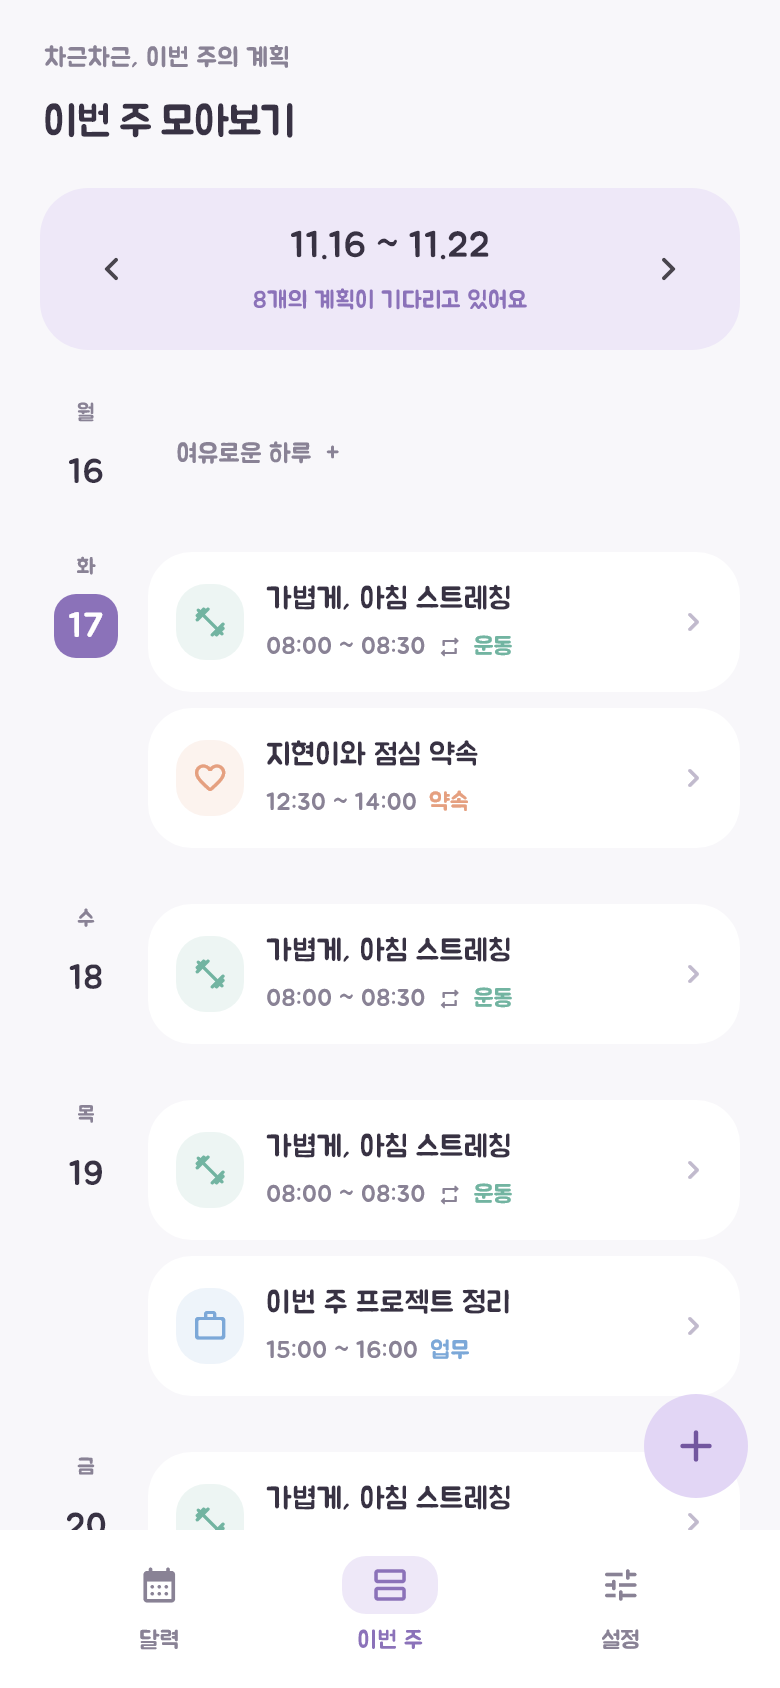 차근차근, 이번 주의 계획
이번 주 모아보기
11.16 ~ 11.22
8개의 계획이 기다리고 있어요
월
16
여유로운 하루 +
화
17
가볍게, 아침 스트레칭
08:00 ~ 08:30 운동
지현이와 점심 약속
12:30 ~ 14:00 약속
수
18
가볍게, 아침 스트레칭
08:00 ~ 08:30 운동
목
19
가볍게, 아침 스트레칭
08:00 ~ 08:30 운동
이번 주 프로젝트 정리
15:00 ~ 16:00 업무
금
20
가볍게, 아침 스트레칭
달력
이번 주
설정